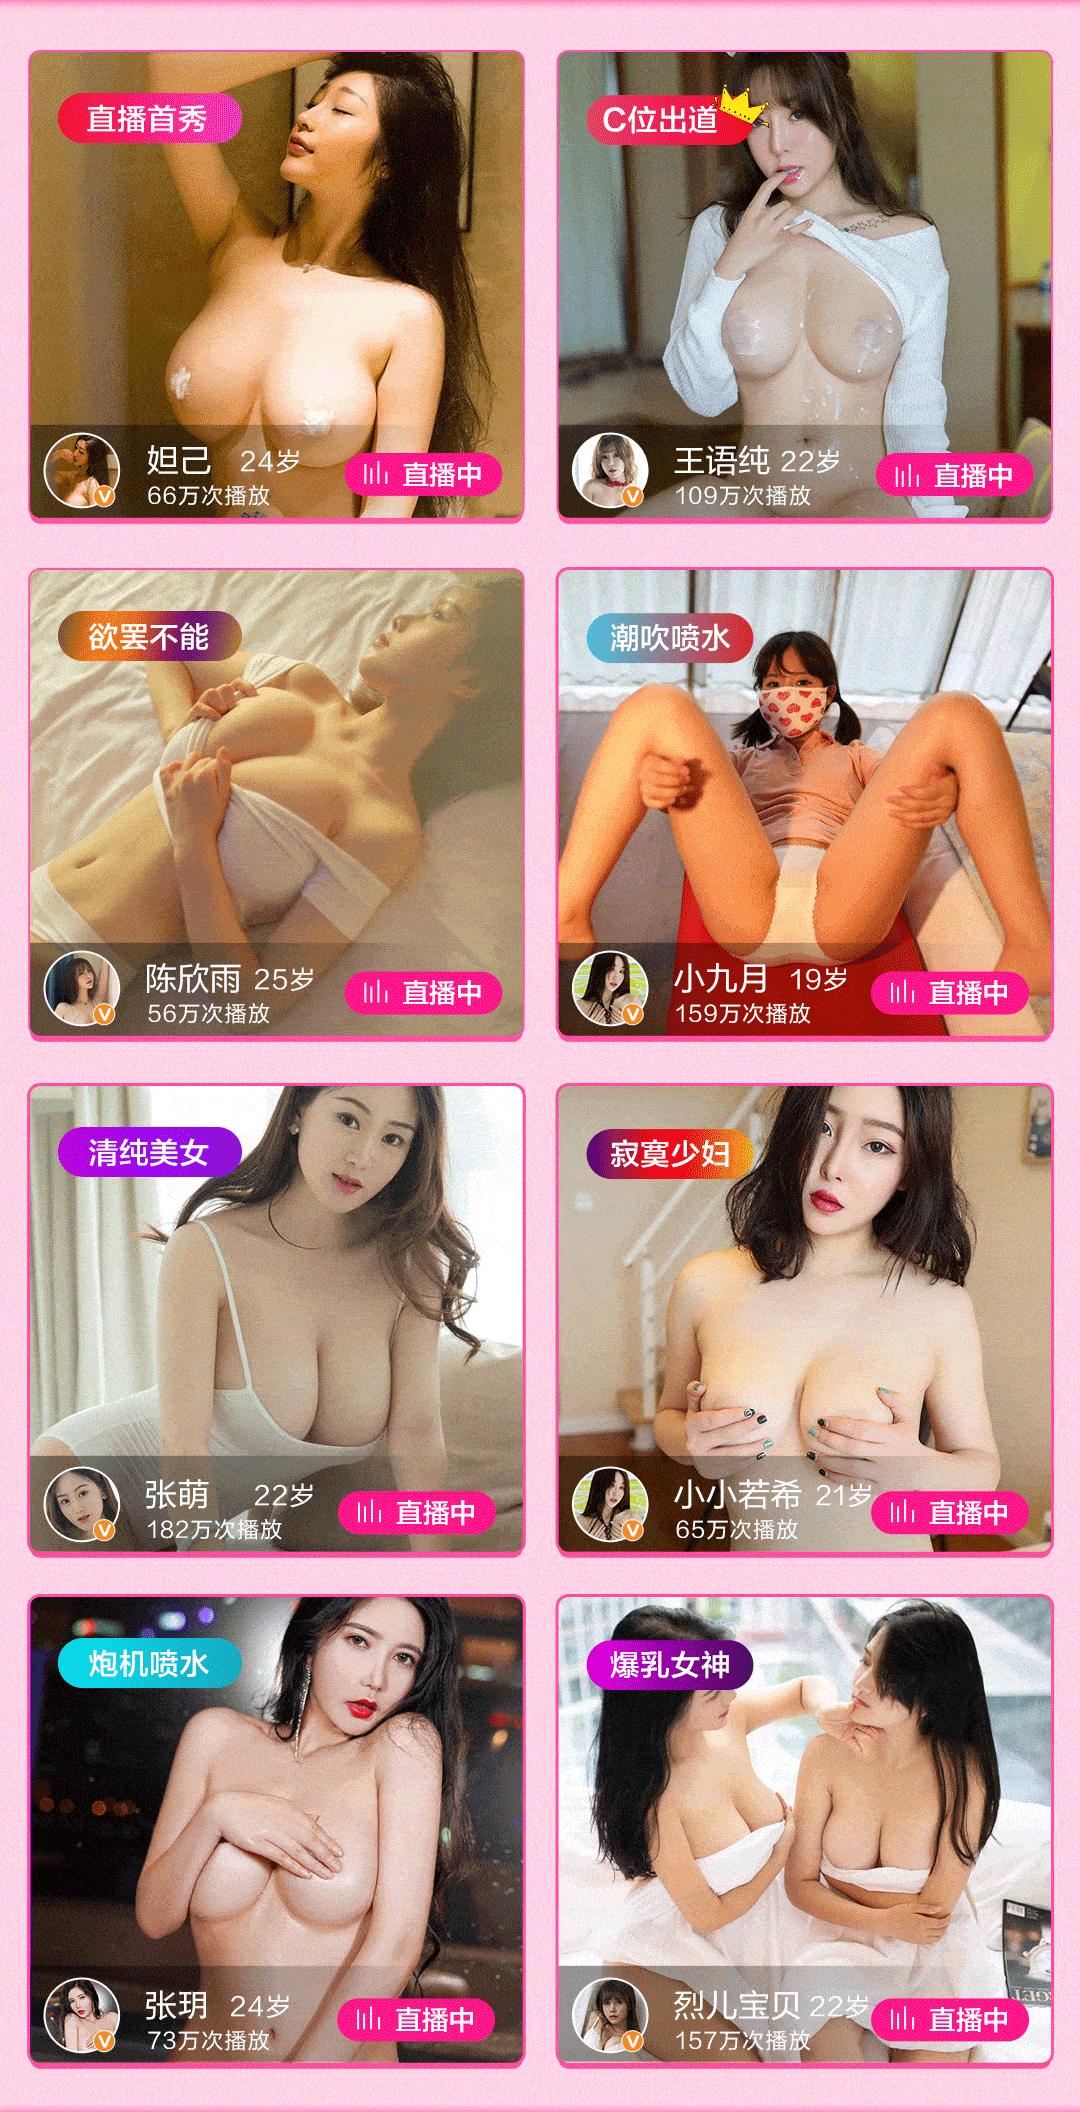 直播首秀
C位出道
妲己 24岁
66万次播放
直播中
王语纯 22岁
109万次播放
直播中
欲罢不能
潮吹喷水
陈欣雨 25岁
56万次播放
直播中
小九月 19岁
159万次播放
直播中
清纯美女
寂寞少妇
张萌 22岁
182万次播放
直播中
小小若希 21岁
65万次播放
直播中
炮机喷水
爆乳女神
张玥 24岁
73万次播放
直播中
烈儿宝贝 22岁
157万次播放
直播中